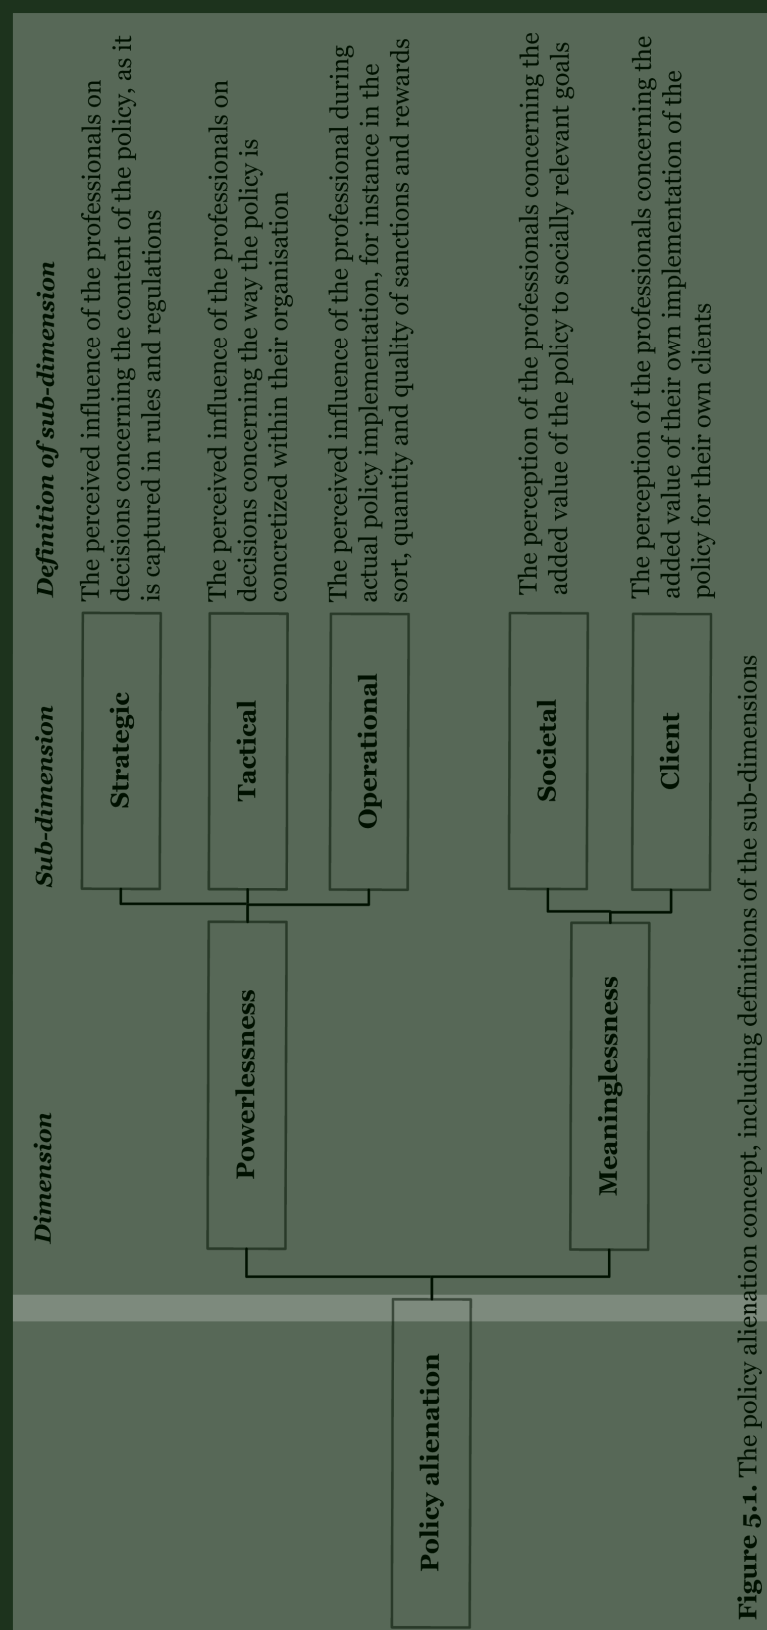 Dimension
Sub-dimension
Definition of sub-dimension
Policy alienation
Powerlessness
Strategic
The perceived influence of the professionals on
decisions concerning the content of the policy, as it
is captured in rules and regulations
Tactical
The perceived influence of the professionals on
decisions concerning the way the policy is
concretized within their organisation
Operational
The perceived influence of the professional during
actual policy implementation, for instance in the
sort, quantity and quality of sanctions and rewards
Meaninglessness
Societal
The perception of the professionals concerning the
added value of the policy to socially relevant goals
Client
The perception of the professionals concerning the
added value of their own implementation of the
policy for their own clients
Figure 5.1. The policy alienation concept, including definitions of the sub-dimensions